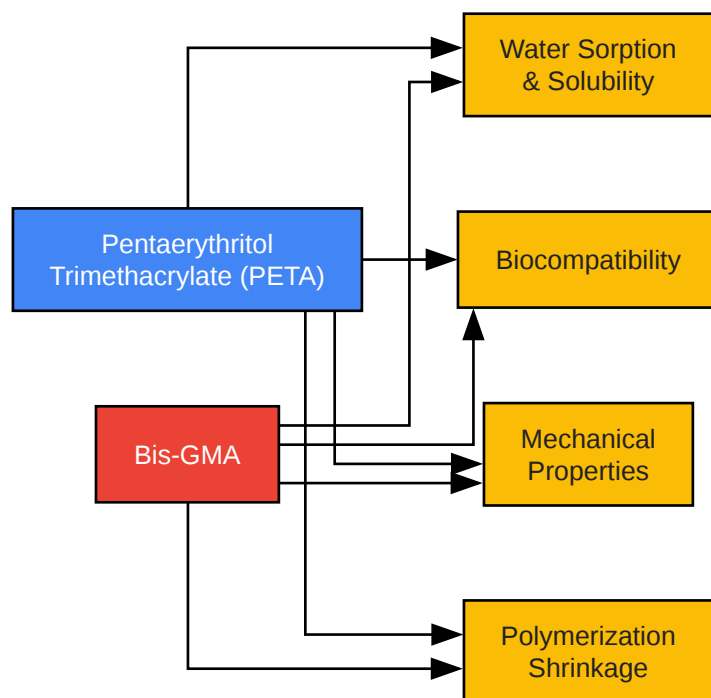 Water Sorption
& Solubility
Pentaerythritol
Trimethacrylate (PETA)
Biocompatibility
Bis-GMA
Mechanical
Properties
Polymerization
Shrinkage